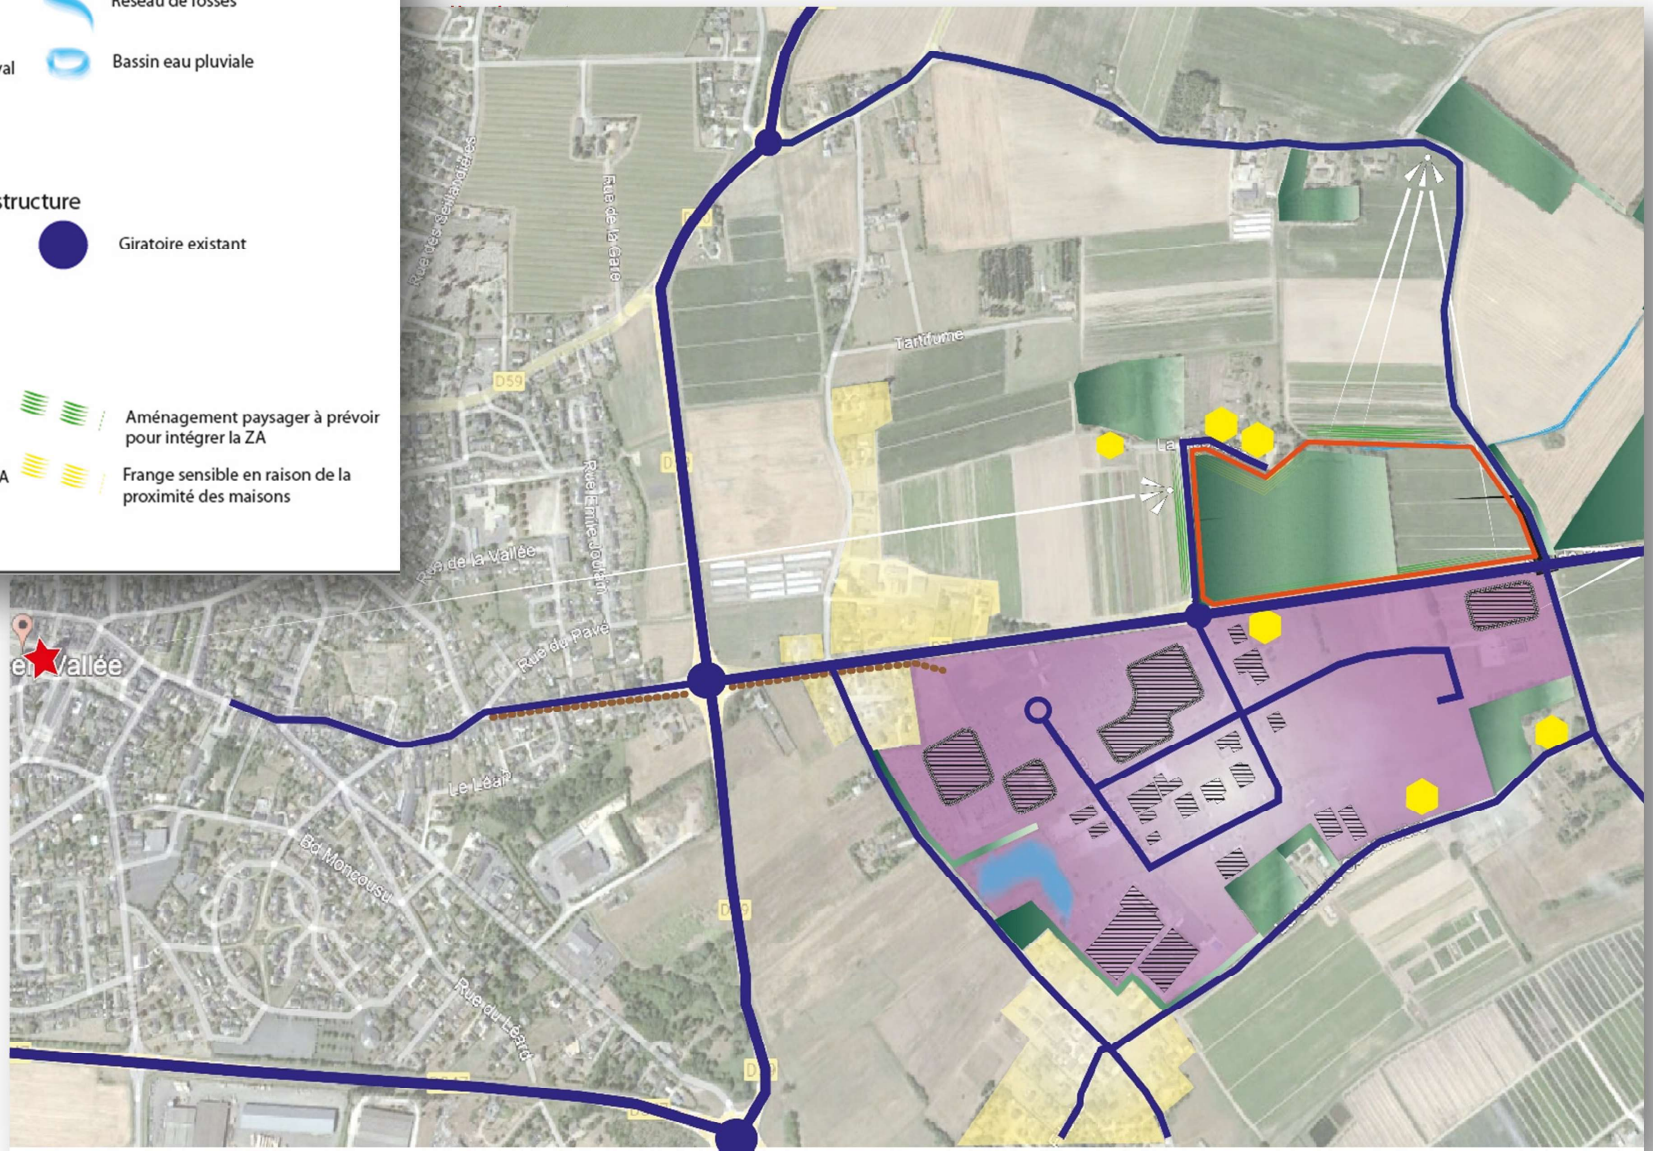 Réseau de fossés
val
Bassin eau pluviale
structure
Giratoire existant
Aménagement paysager à prévoir
pour intégrer la ZA
A
Frange sensible en raison de la
proximité des maisons
Rue de la Gare
Tartifume
D59
La
Rue de la Vallée
Rue du Pavé
Vallée
Le Léard
Bd Moncousu
Rue du Léard